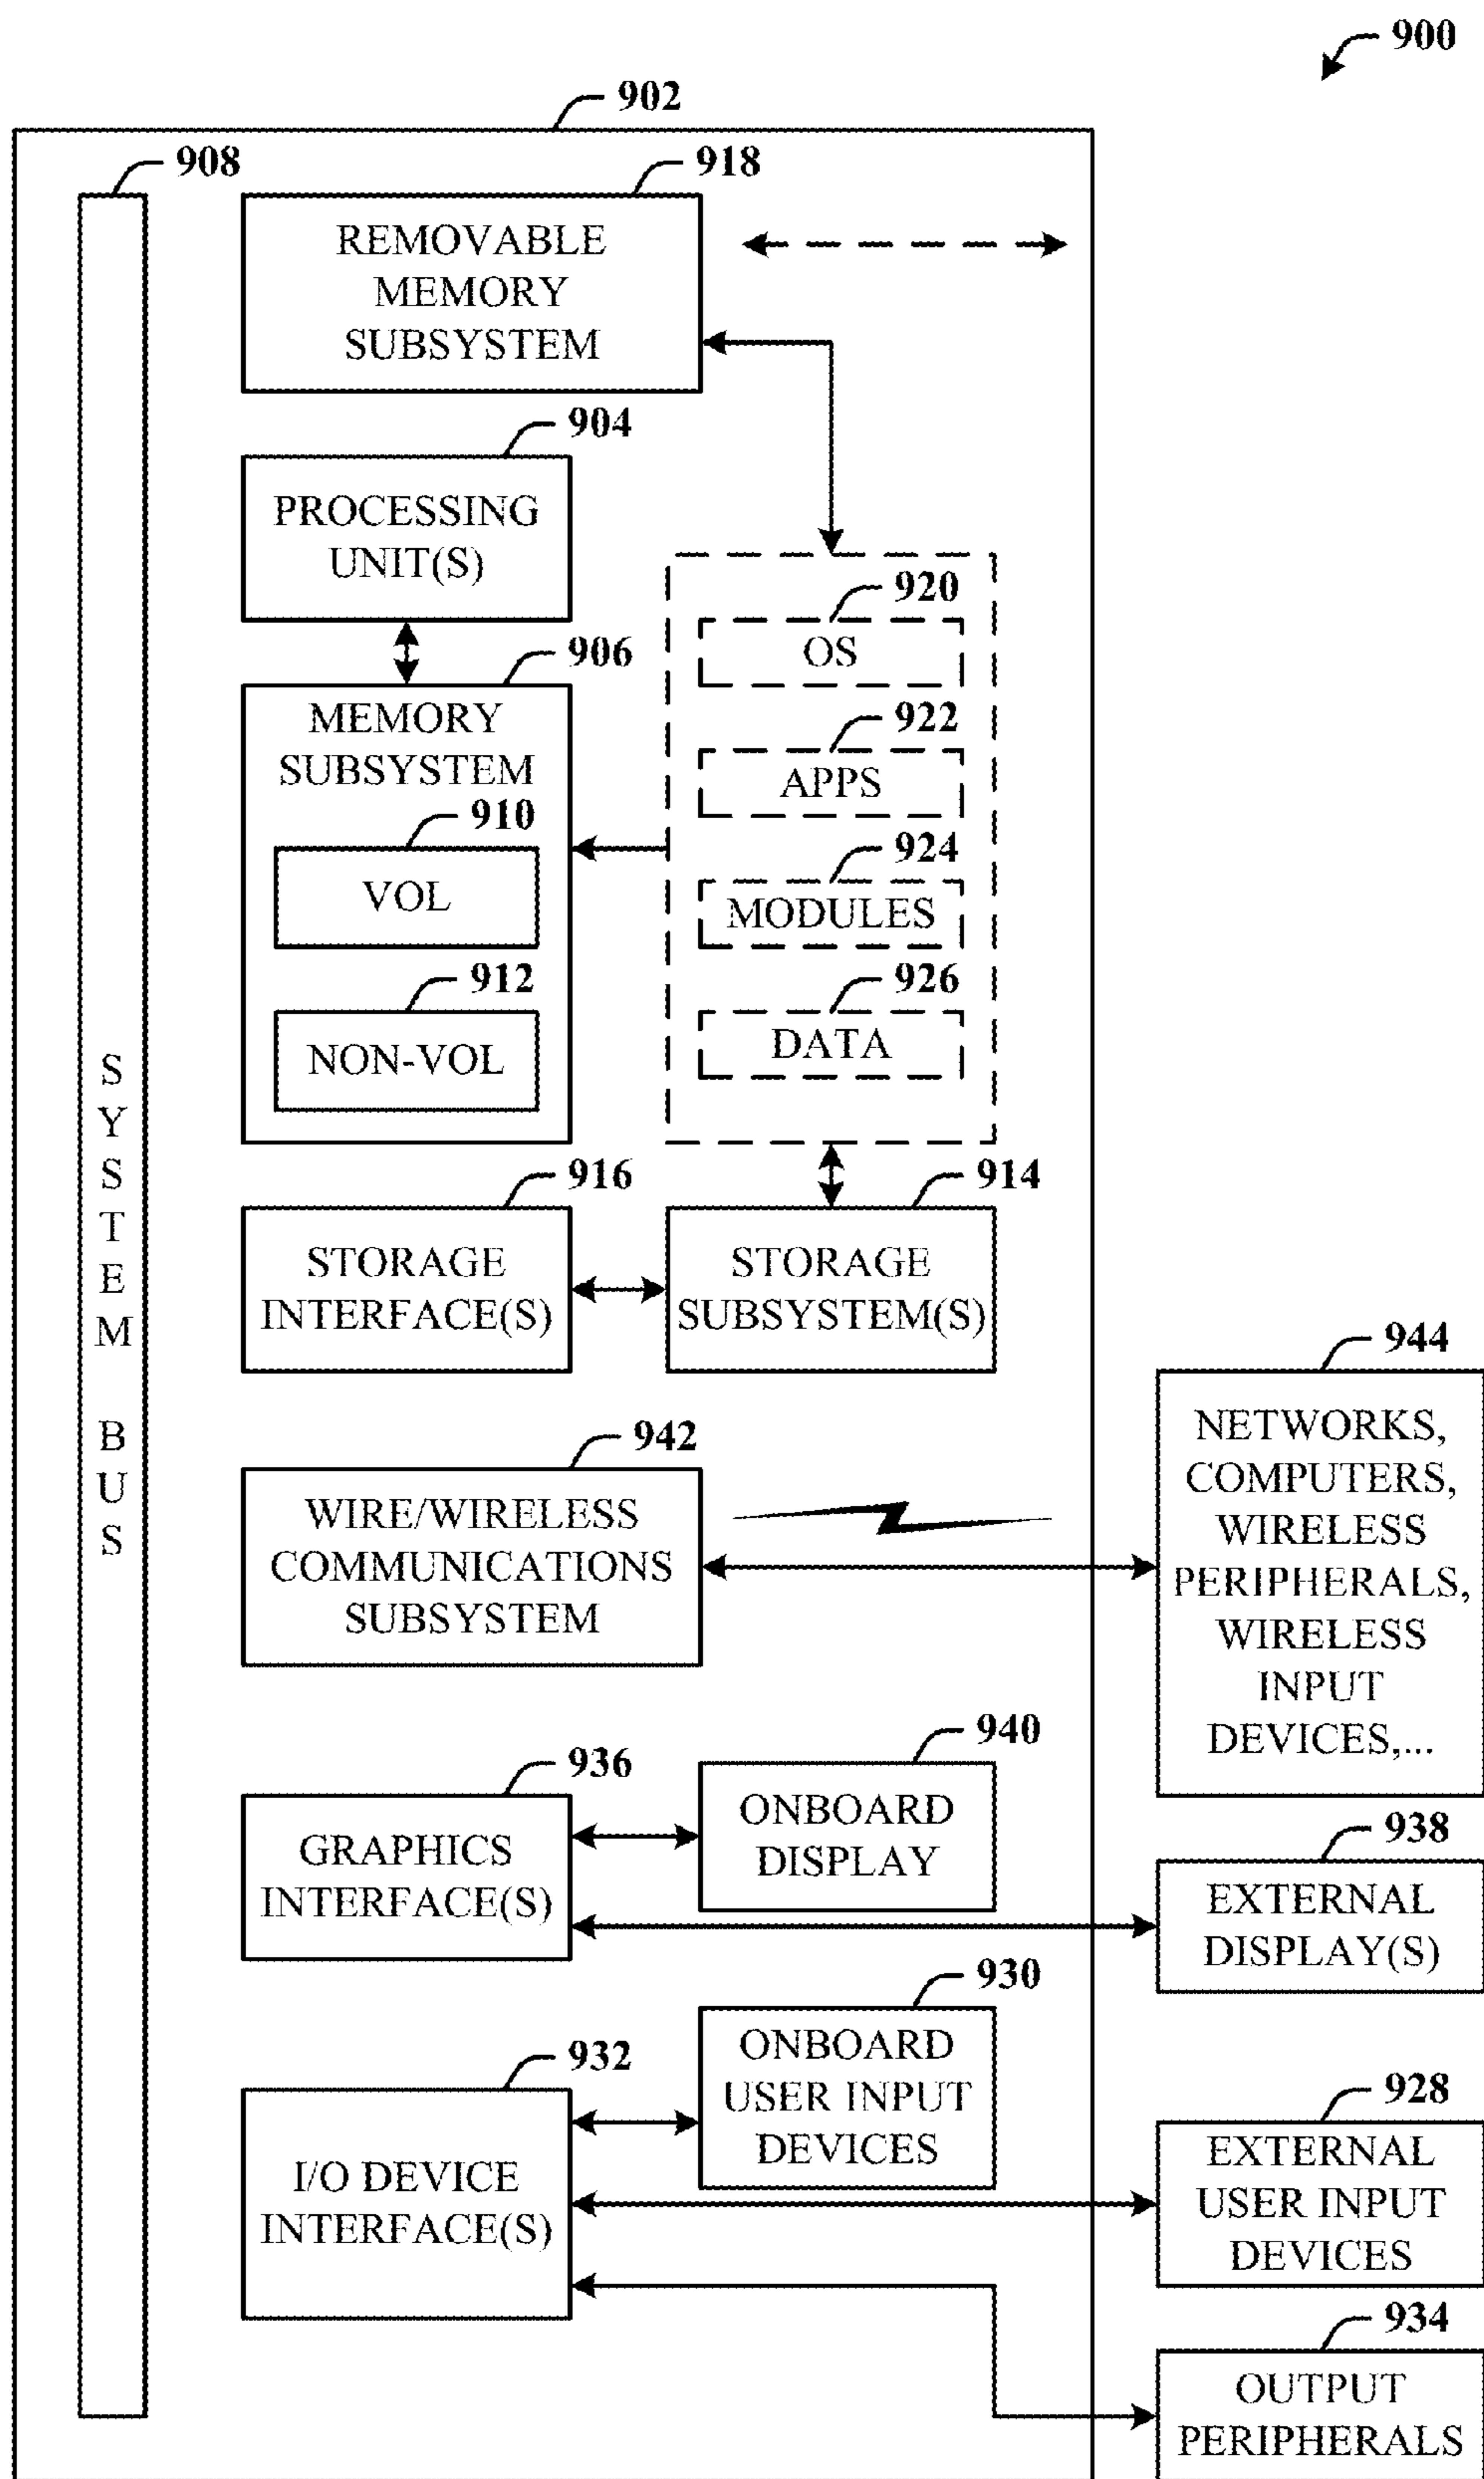 900
902
908
918
REMOVABLE
MEMORY
SUBSYSTEM
904
PROCESSING
UNIT(S)
906
MEMORY
SUBSYSTEM
910
VOL
912
NON-VOL
920
OS
922
APPS
924
MODULES
926
DATA
SYSTEM BUS
916
STORAGE
INTERFACE(S)
914
STORAGE
SUBSYSTEM(S)
942
WIRE/WIRELESS
COMMUNICATIONS
SUBSYSTEM
944
NETWORKS,
COMPUTERS,
WIRELESS
PERIPHERALS,
WIRELESS
INPUT
DEVICES,...
936
GRAPHICS
INTERFACE(S)
940
ONBOARD
DISPLAY
938
EXTERNAL
DISPLAY(S)
932
I/O DEVICE
INTERFACE(S)
930
ONBOARD
USER INPUT
DEVICES
928
EXTERNAL
USER INPUT
DEVICES
934
OUTPUT
PERIPHERALS